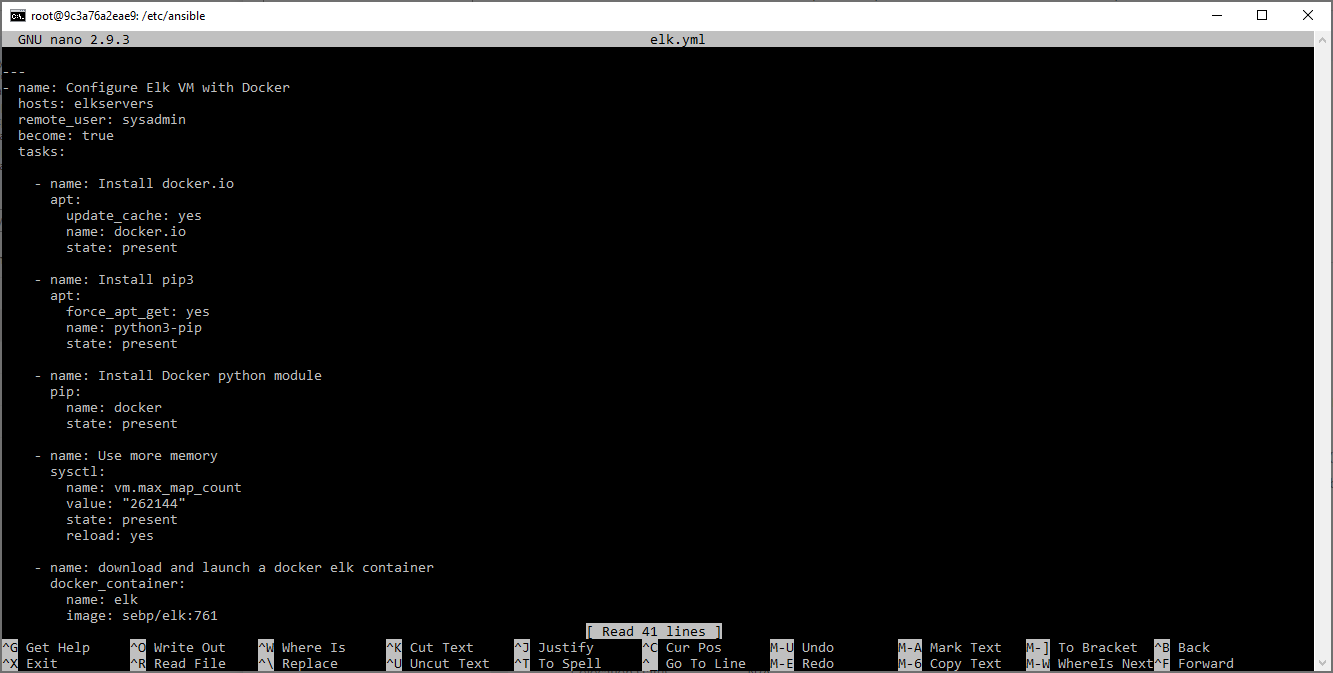 root@9c3a76a2eae9: /etc/ansible
GNU nano 2.9.3 elk.yml
---
- name: Configure Elk VM with Docker
  hosts: elkservers
  remote_user: sysadmin
  become: true
  tasks:
    - name: Install docker.io
      apt:
        update_cache: yes
        name: docker.io
        state: present
    - name: Install pip3
      apt:
        force_apt_get: yes
        name: python3-pip
        state: present
    - name: Install Docker python module
      pip:
        name: docker
        state: present
    - name: Use more memory
      sysctl:
        name: vm.max_map_count
        value: "262144"
        state: present
        reload: yes
    - name: download and launch a docker elk container
      docker_container:
        name: elk
        image: sebp/elk:761
[ Read 41 lines ]
^G Get Help ^O Write Out ^W Where Is ^K Cut Text ^J Justify ^C Cur Pos M-U Undo M-A Mark Text M-] To Bracket ^B Back
^X Exit ^R Read File ^\ Replace ^U Uncut Text ^T To Spell ^_ Go To Line M-E Redo M-6 Copy Text M-W WhereIs Next ^F Forward